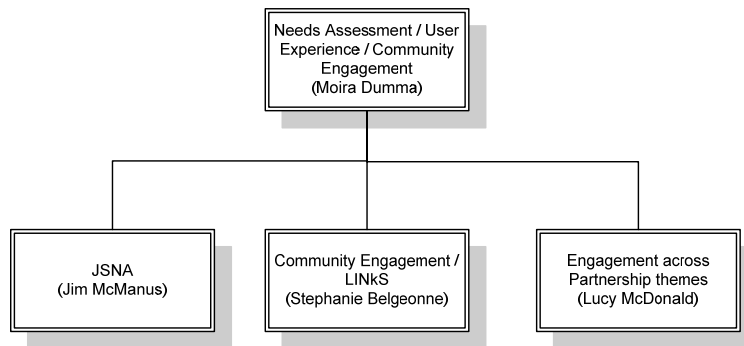 Needs Assessment / User
Experience / Community
Engagement
(Moira Dumma)
JSNA
(Jim McManus)
Community Engagement /
LINkS
(Stephanie Belgeonne)
Engagement across
Partnership themes
(Lucy McDonald)